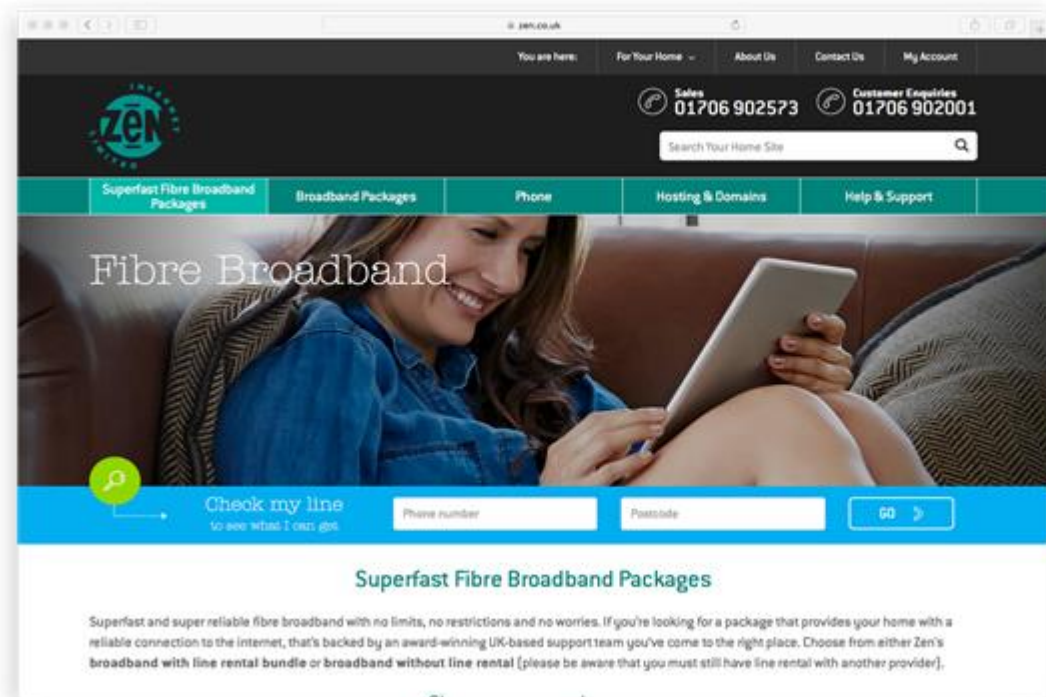 zen.co.uk
You are here:
For Your Home
About Us
Contact Us
My Account
INTERNET
zen
LIMITED
Sales
01706 902573
Customer Enquiries
01706 902001
Search Your Home Site
Superfast Fibre Broadband
Packages
Broadband Packages
Phone
Hosting & Domains
Help & Support
Fibre Broadband
Check my line
to see what I can get
Phone number
Postcode
GO
Superfast Fibre Broadband Packages
Superfast and super reliable fibre broadband with no limits, no restrictions and no worries. If you're looking for a package that provides your home with a
reliable connection to the internet, that's backed by an award-winning UK-based support team you've come to the right place. Choose from either Zen's
broadband with line rental bundle or broadband without line rental (please be aware that you must still have line rental with another provider).